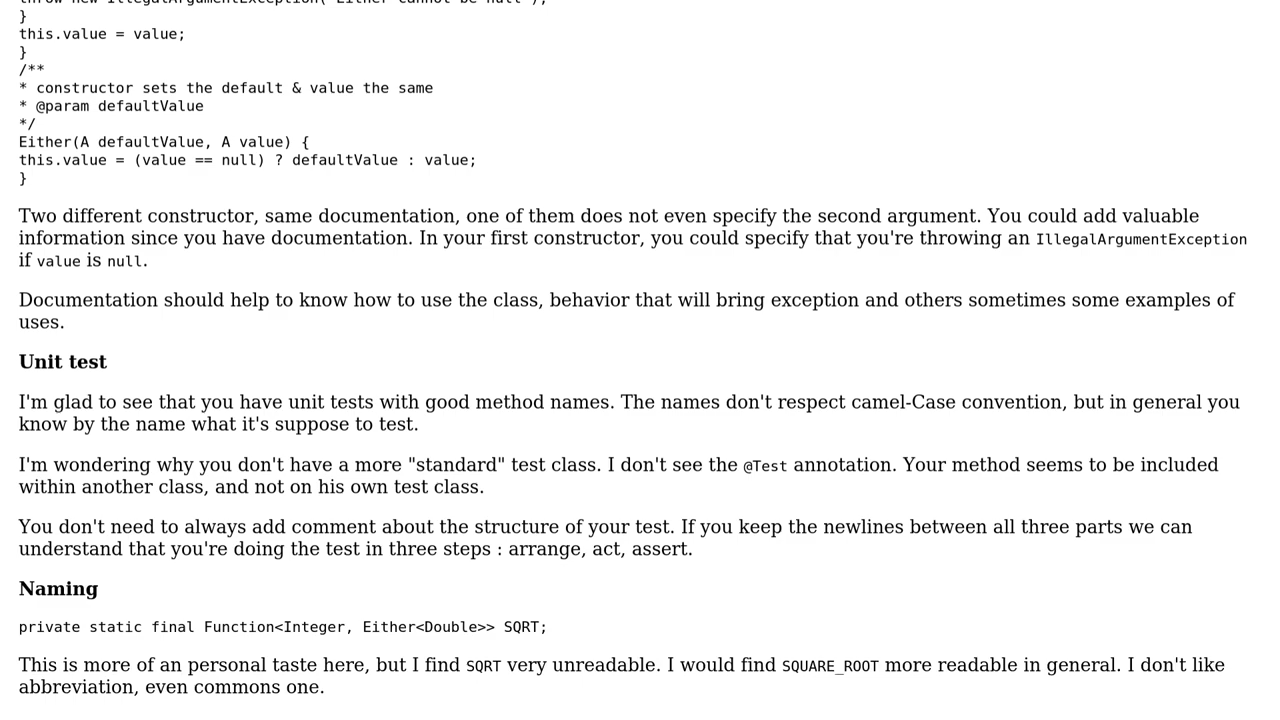 throw new IllegalArgumentException("Either cannot be null");
}
this.value = value;
}
/**
* constructor sets the default & value the same
* @param defaultValue
*/
Either(A defaultValue, A value) {
this.value = (value == null) ? defaultValue : value;
}
Two different constructor, same documentation, one of them does not even specify the second argument. You could add valuable
information since you have documentation. In your first constructor, you could specify that you're throwing an IllegalArgumentException
if value is null.
Documentation should help to know how to use the class, behavior that will bring exception and others sometimes some examples of
uses.
Unit test
I'm glad to see that you have unit tests with good method names. The names don't respect camel-Case convention, but in general you
know by the name what it's suppose to test.
I'm wondering why you don't have a more "standard" test class. I don't see the @Test annotation. Your method seems to be included
within another class, and not on his own test class.
You don't need to always add comment about the structure of your test. If you keep the newlines between all three parts we can
understand that you're doing the test in three steps : arrange, act, assert.
Naming
private static final Function<Integer, Either<Double>> SQRT;
This is more of an personal taste here, but I find SQRT very unreadable. I would find SQUARE_ROOT more readable in general. I don't like
abbreviation, even commons one.